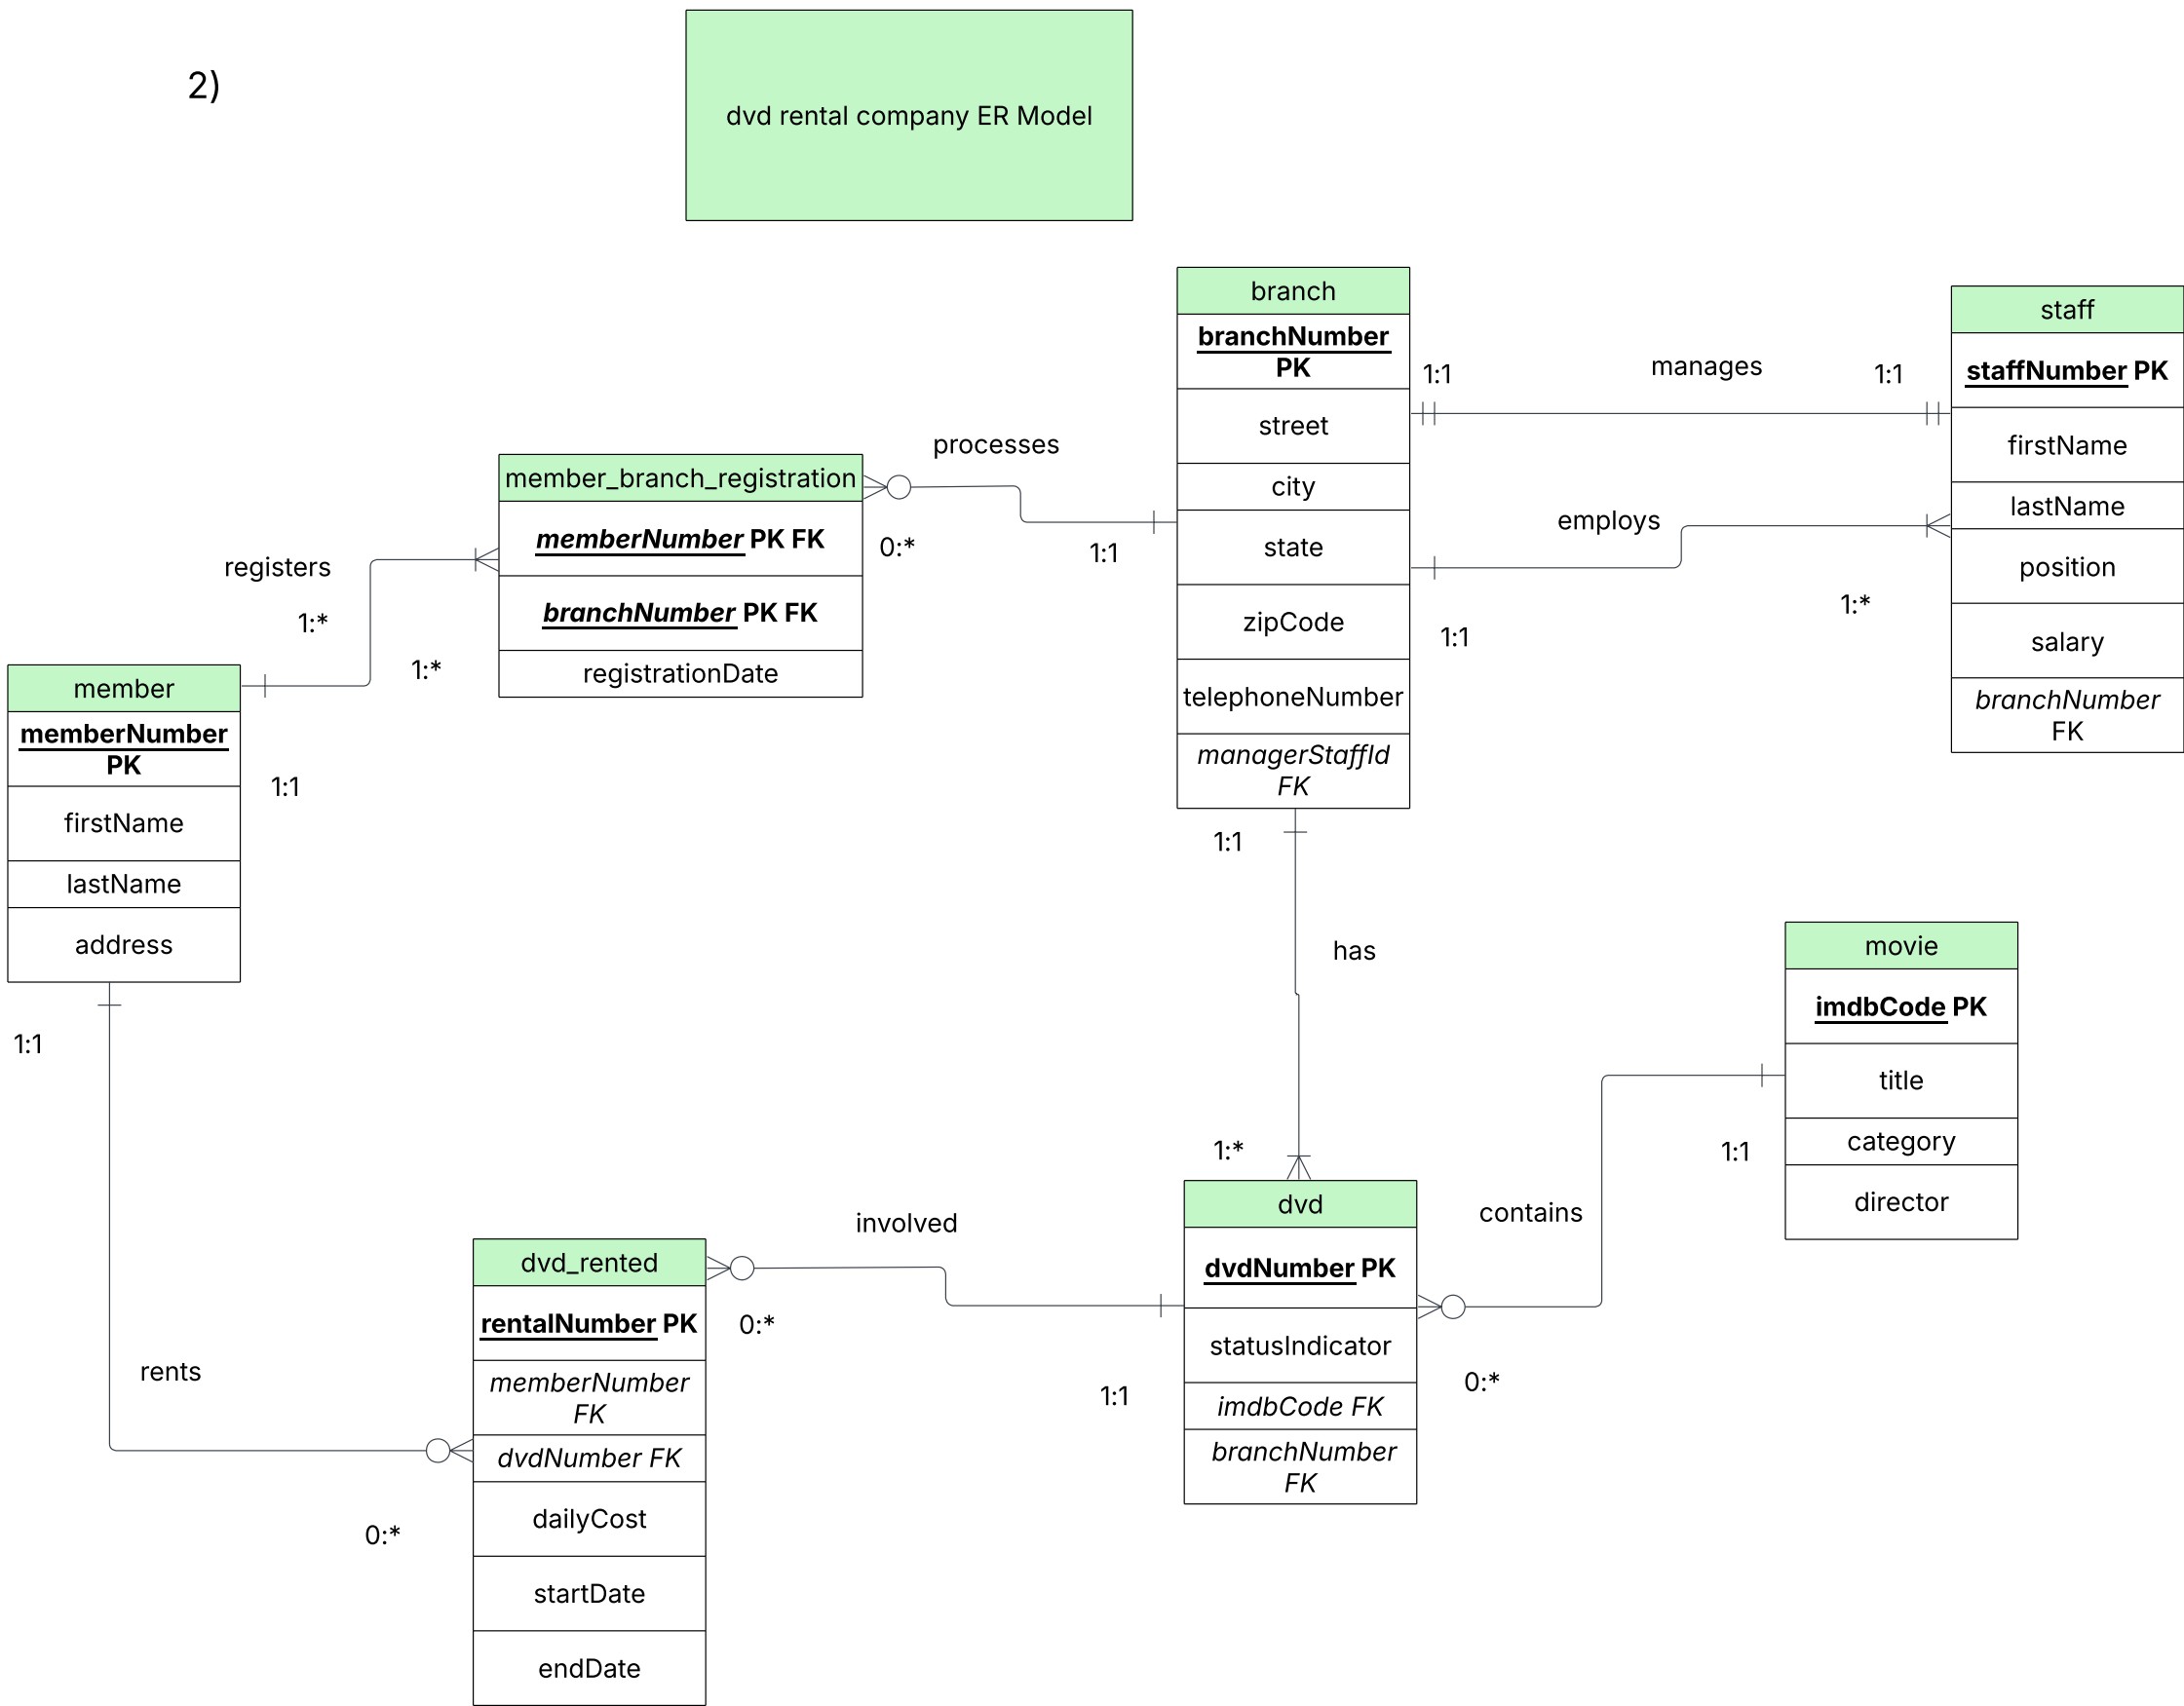 2)
dvd rental company ER Model
branch
branchNumber
PK
street
city
state
zipCode
telephoneNumber
managerStaffId
FK
staff
staffNumber PK
firstName
lastName
position
salary
branchNumber
FK
1:1
manages
1:1
employs
1:1
1:*
processes
0:*
1:1
member_branch_registration
memberNumber PK FK
branchNumber PK FK
registrationDate
registers
1:*
1:*
1:1
member
memberNumber
PK
firstName
lastName
address
1:1
rents
0:*
1:1
has
1:*
movie
imdbCode PK
title
category
director
1:1
contains
0:*
dvd
dvdNumber PK
statusIndicator
imdbCode FK
branchNumber
FK
involved
0:*
1:1
dvd_rented
rentalNumber PK
memberNumber
FK
dvdNumber FK
dailyCost
startDate
endDate